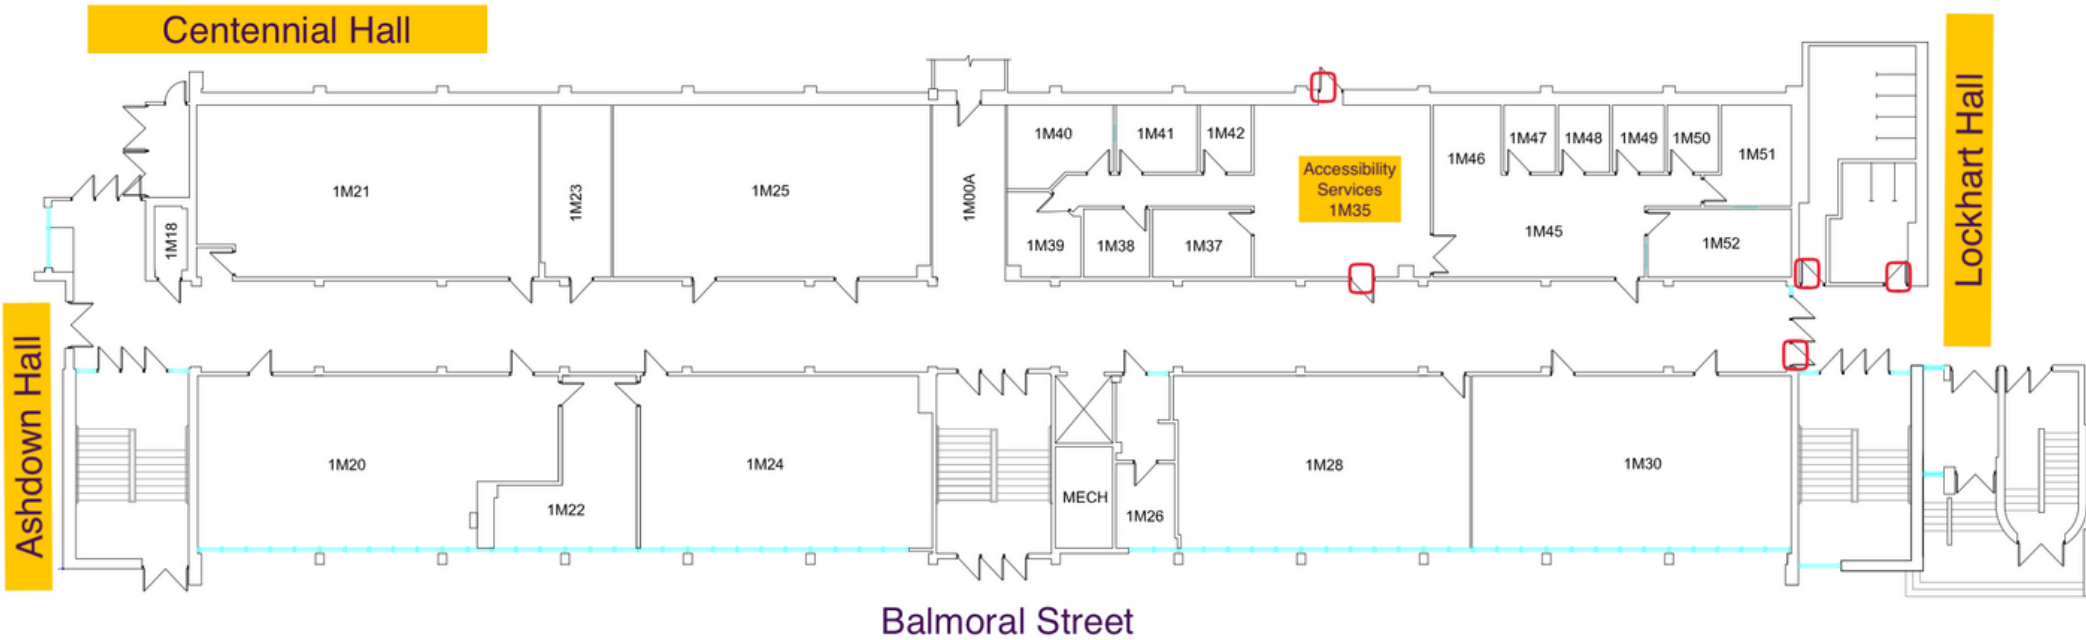 Centennial Hall
Lockhart Hall
1M40
1M41
1M42
1M47
1M48
1M49
1M50
1M46
1M51
1M21
1M23
1M25
1M00A
Accessibility
Services
1M35
1M18
1M39
1M38
1M37
1M45
1M52
Ashdown Hall
1M20
1M22
1M24
MECH
1M26
1M28
1M30
Balmoral Street